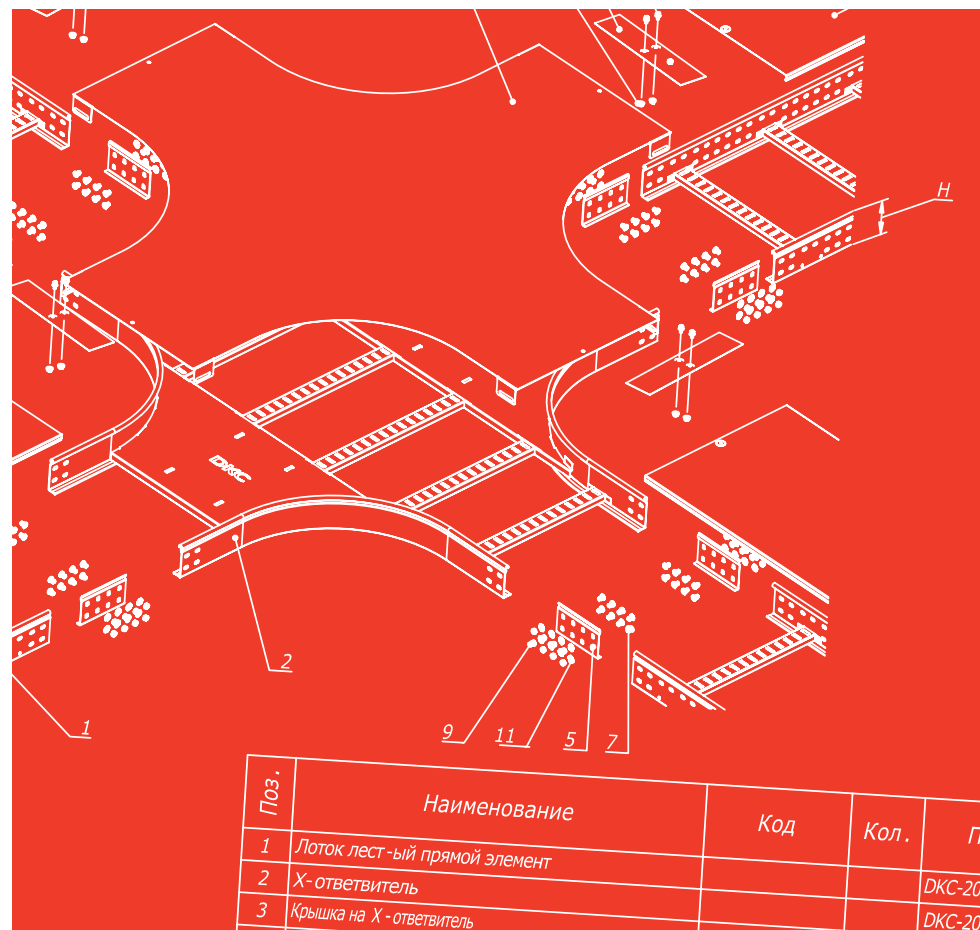 H
DKC
2
1
9
11
5
7
Поз. Наименование Код Кол.
1 Лоток лест-ый прямой элемент
2 Х-ответвитель DKC-20
3 Крышка на Х-ответвитель DKC-20